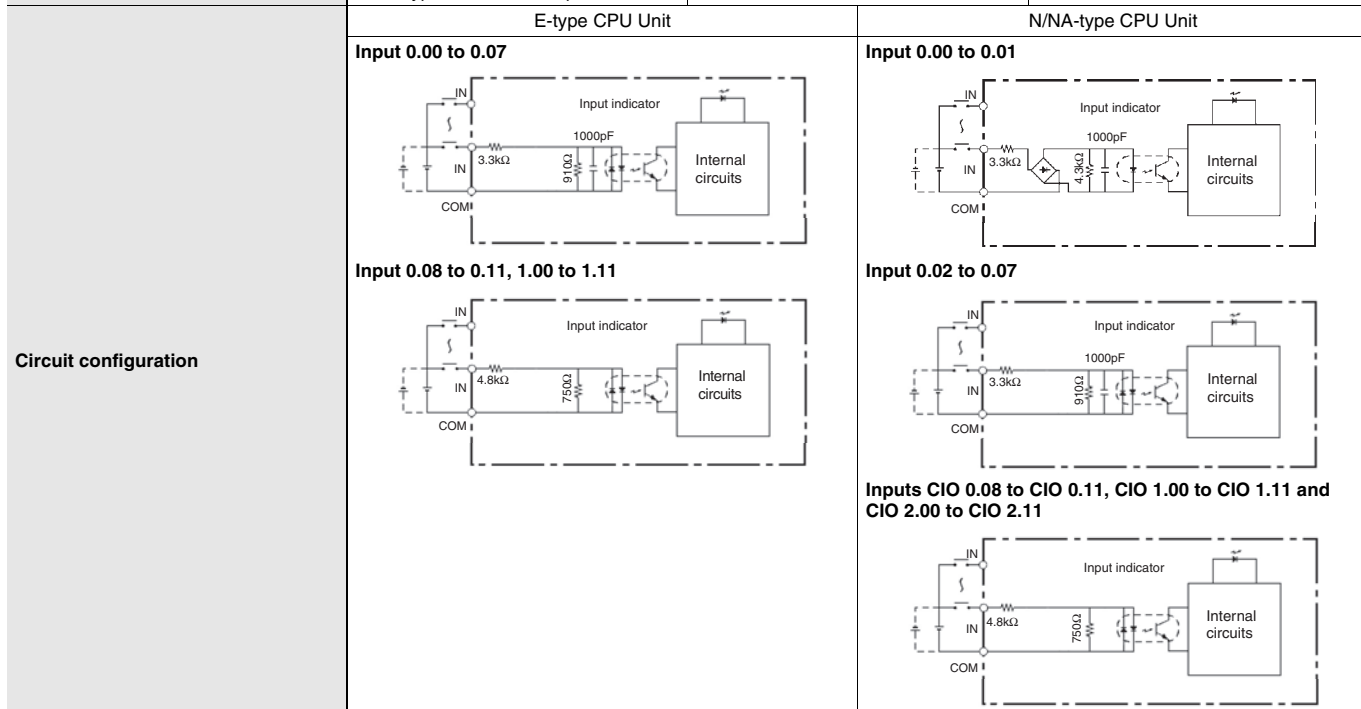 E-type CPU Unit
N/NA-type CPU Unit
Circuit configuration
Input 0.00 to 0.07
IN
Input indicator
1000pF
3.3kΩ
910Ω
IN
Internal
circuits
COM
Input 0.08 to 0.11, 1.00 to 1.11
IN
Input indicator
4.8kΩ
750Ω
IN
Internal
circuits
COM
Input 0.00 to 0.01
IN
Input indicator
1000pF
3.3kΩ
4.3kΩ
IN
Internal
circuits
COM
Input 0.02 to 0.07
IN
Input indicator
1000pF
3.3kΩ
910Ω
IN
Internal
circuits
COM
Inputs CIO 0.08 to CIO 0.11, CIO 1.00 to CIO 1.11 and
CIO 2.00 to CIO 2.11
IN
Input indicator
4.8kΩ
750Ω
IN
Internal
circuits
COM